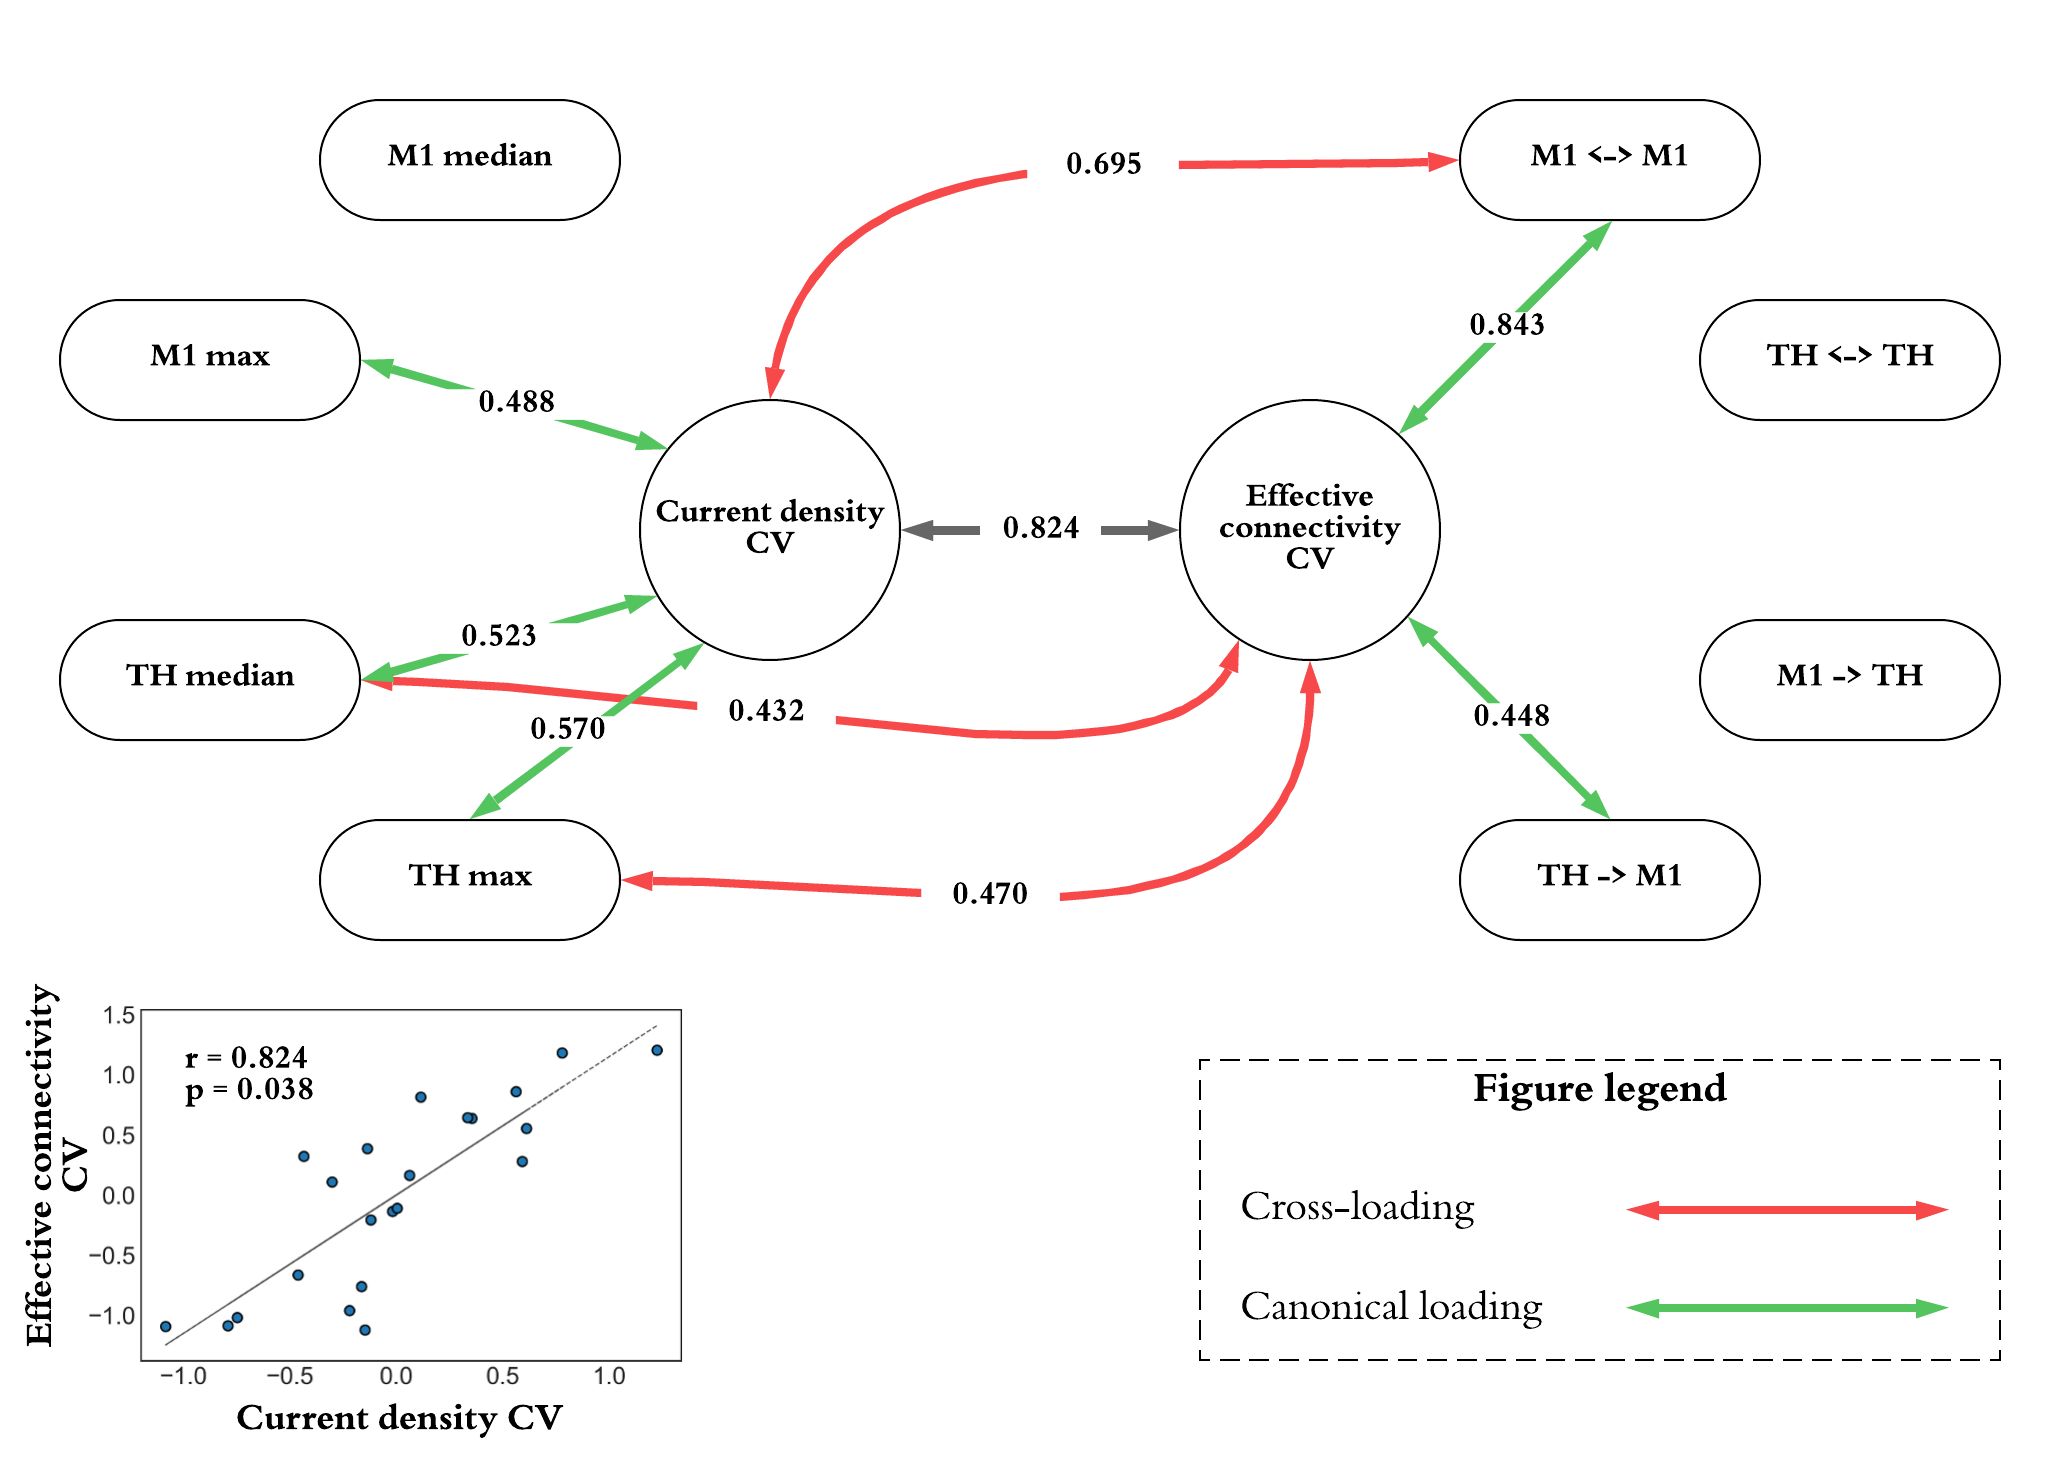 M1 median
0.695
M1 <-> M1
M1 max
0.488
0.843
TH <-> TH
Current density
CV
0.824
Effective
connectivity
CV
TH median
0.523
0.432
0.570
0.448
M1 -> TH
TH max
0.470
TH -> M1
Effective connectivity
CV
r = 0.824
p = 0.038
1.5
1.0
0.5
0.0
−0.5
−1.0
−1.0
−0.5
0.0
0.5
1.0
Current density CV
Figure legend
Cross-loading
Canonical loading